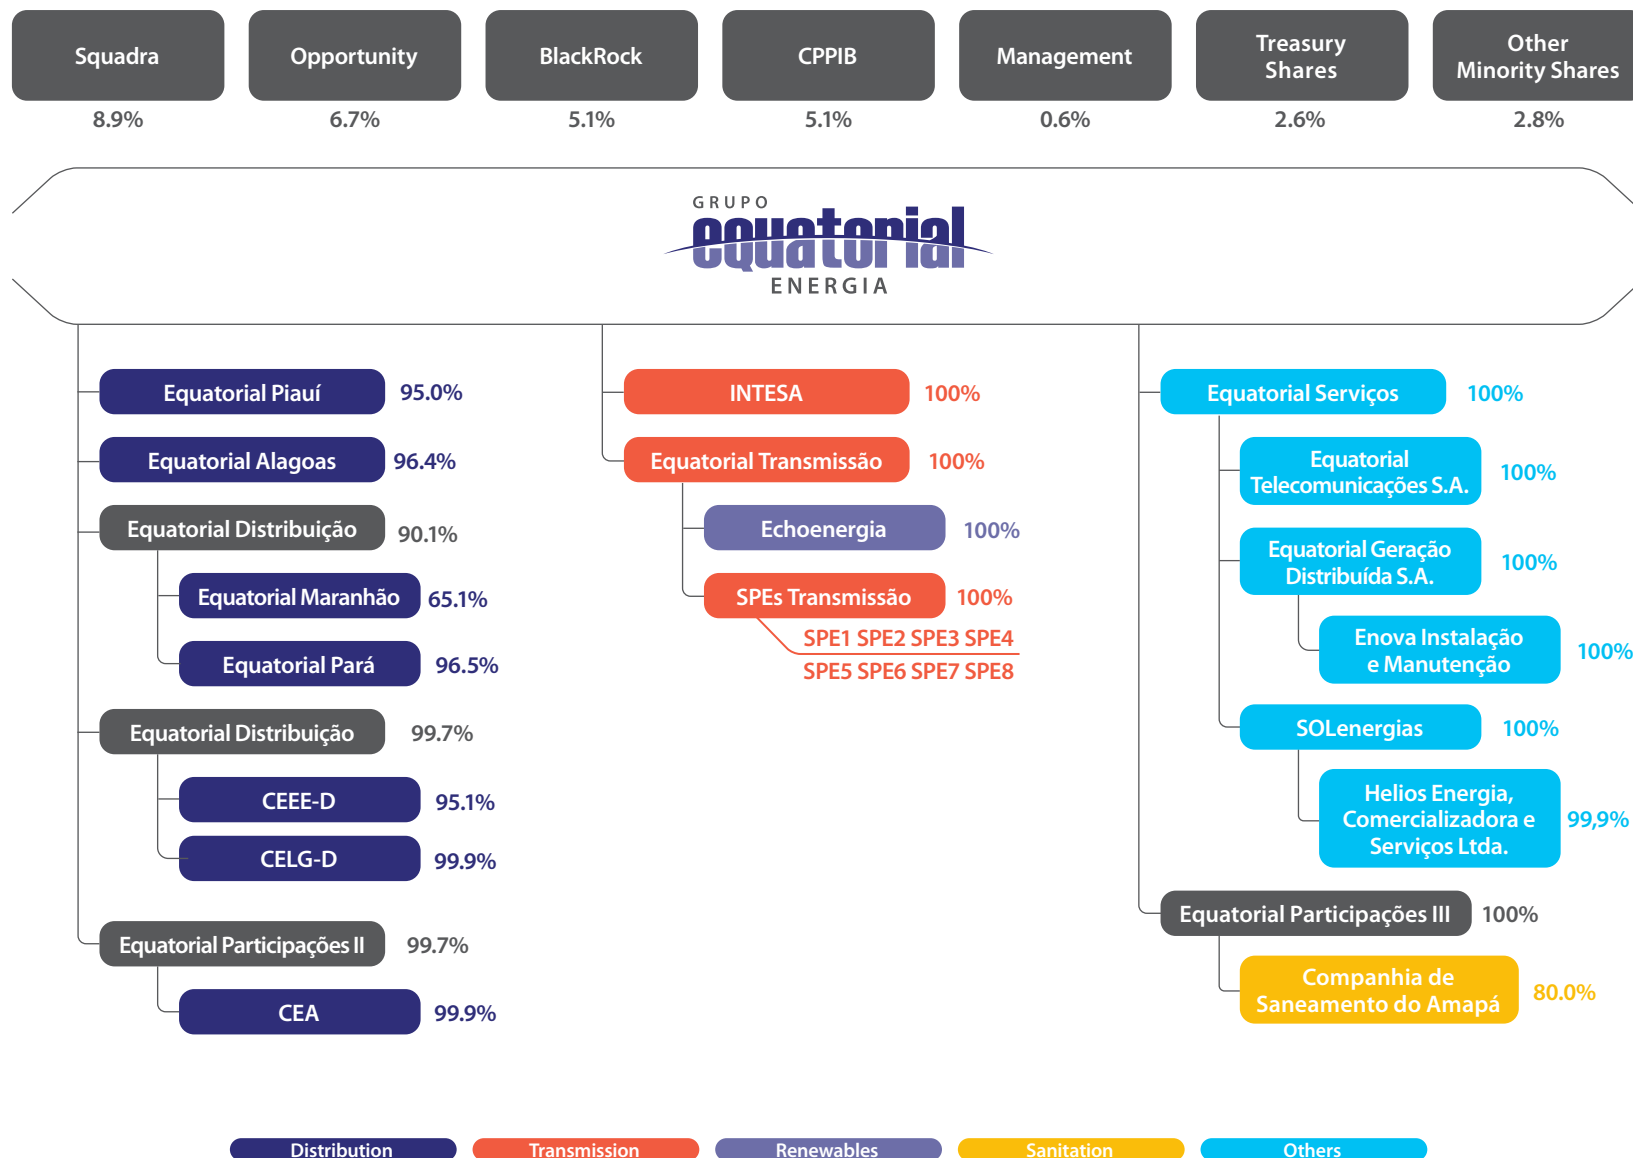 Squadra
Opportunity
BlackRock
CPPIB
Management
Treasury
Shares
Other
Minority Shares
8.9%
6.7%
5.1%
5.1%
0.6%
2.6%
2.8%
GRUPO
equatorial
ENERGIA
Equatorial Piauí
95.0%
Equatorial Alagoas
96.4%
Equatorial Distribuição
90.1%
Equatorial Maranhão
65.1%
Equatorial Pará
96.5%
Equatorial Distribuição
99.7%
CEEE-D
95.1%
CELG-D
99.9%
Equatorial Participações II
99.7%
CEA
99.9%
INTESA
100%
Equatorial Transmissão
100%
Echoenergia
100%
SPEs Transmissão
100%
SPE1 SPE2 SPE3 SPE4
SPE5 SPE6 SPE7 SPE8
Equatorial Serviços
100%
Equatorial
Telecomunicações S.A.
100%
Equatorial Geração
Distribuída S.A.
100%
Enova Instalação
e Manutenção
100%
SOLenergias
100%
Helios Energia,
Comercializadora e
Serviços Ltda.
99,9%
Equatorial Participações III
100%
Companhia de
Saneamento do Amapá
80.0%
Distribution
Transmission
Renewables
Sanitation
Others